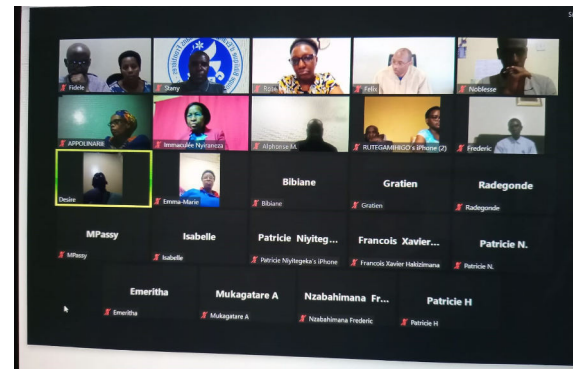 Fidele
Stany
Rose
Felix
Noblesse
APPOLINARIE
Immaculée Nyiraneza
Alphonse M.
RUTEGAMIHIGO's iPhone (2)
Frederic
Desire
Emma-Marie
Bibiane
Bibiane
Gratien
Gratien
Radegonde
Radegonde
MPassy
MPassy
Isabelle
Isabelle
Patricie Niyiteg...
Patricie Niyitegeka's iPhone
Francois Xavier...
Francois Xavier Hakizimana
Patricie N.
Patricie N.
Emeritha
Emeritha
Mukagatare A
Mukagatare A
Nzabahimana Fr...
Nzabahimana Frederic
Patricie H
Patricie H